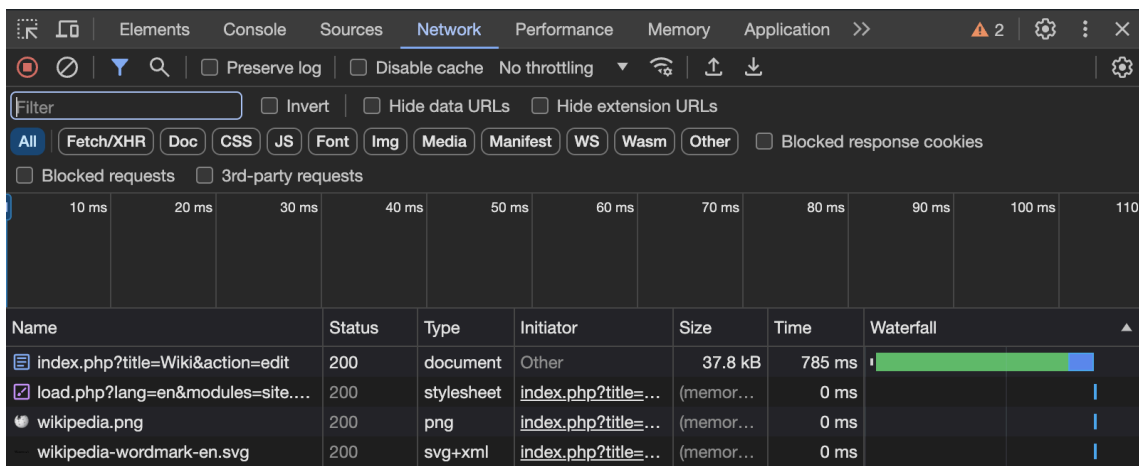 Elements Console Sources Network Performance Memory Application >> 2
Preserve log Disable cache No throttling
Filter Invert Hide data URLs Hide extension URLs
All Fetch/XHR Doc CSS JS Font Img Media Manifest WS Wasm Other Blocked response cookies
Blocked requests 3rd-party requests
10 ms 20 ms 30 ms 40 ms 50 ms 60 ms 70 ms 80 ms 90 ms 100 ms 110
Name Status Type Initiator Size Time Waterfall
index.php?title=Wiki&action=edit 200 document Other 37.8 kB 785 ms
load.php?lang=en&modules=site.... 200 stylesheet index.php?title=... (memor... 0 ms
wikipedia.png 200 png index.php?title=... (memor... 0 ms
wikipedia-wordmark-en.svg 200 svg+xml index.php?title=... (memor... 0 ms